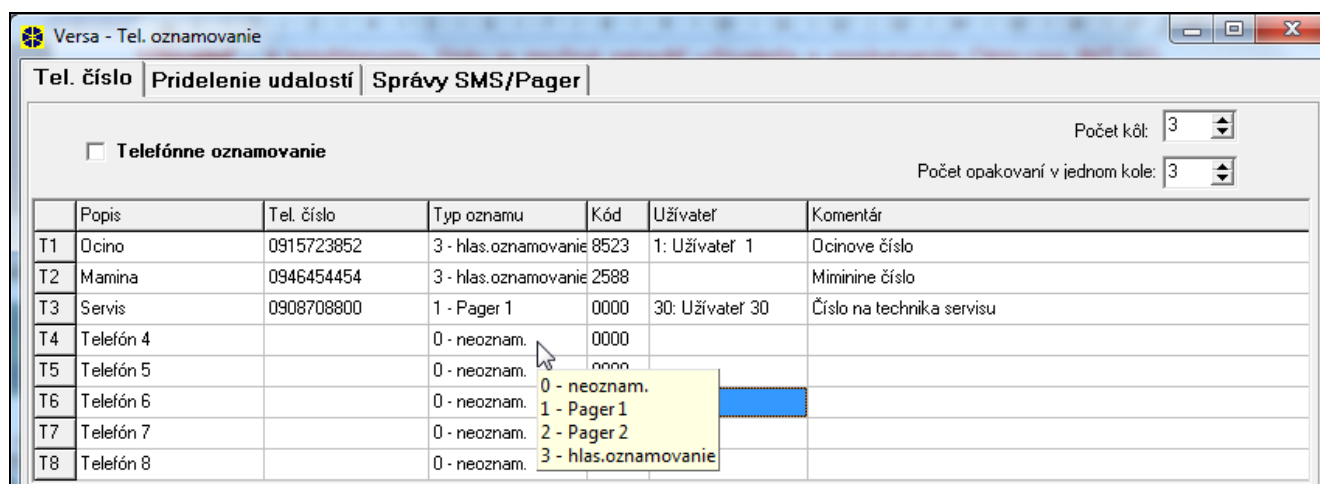 Versa - Tel. oznamovanie
Tel. číslo Pridelenie udalostí Správy SMS/Pager
Počet kôl: 3
Telefónne oznamovanie
Počet opakovaní v jednom kole: 3
Popis Tel. číslo Typ oznamu Kód Užívateľ Komentár
T1 Ocino 0915723852 3 - hlas.oznamovanie 8523 1: Užívateľ 1 Ocinove číslo
T2 Mamina 0946454454 3 - hlas.oznamovanie 2588 Miminine číslo
T3 Servis 0908708800 1 - Pager 1 0000 30: Užívateľ 30 Číslo na technika servisu
T4 Telefón 4 0 - neoznam. 0000
T5 Telefón 5 0 - neoznam. 0000
T6 Telefón 6 0 - neoznam.
T7 Telefón 7 0 - neoznam.
T8 Telefón 8 0 - neoznam.
0 - neoznam.
1 - Pager 1
2 - Pager 2
3 - hlas.oznamovanie